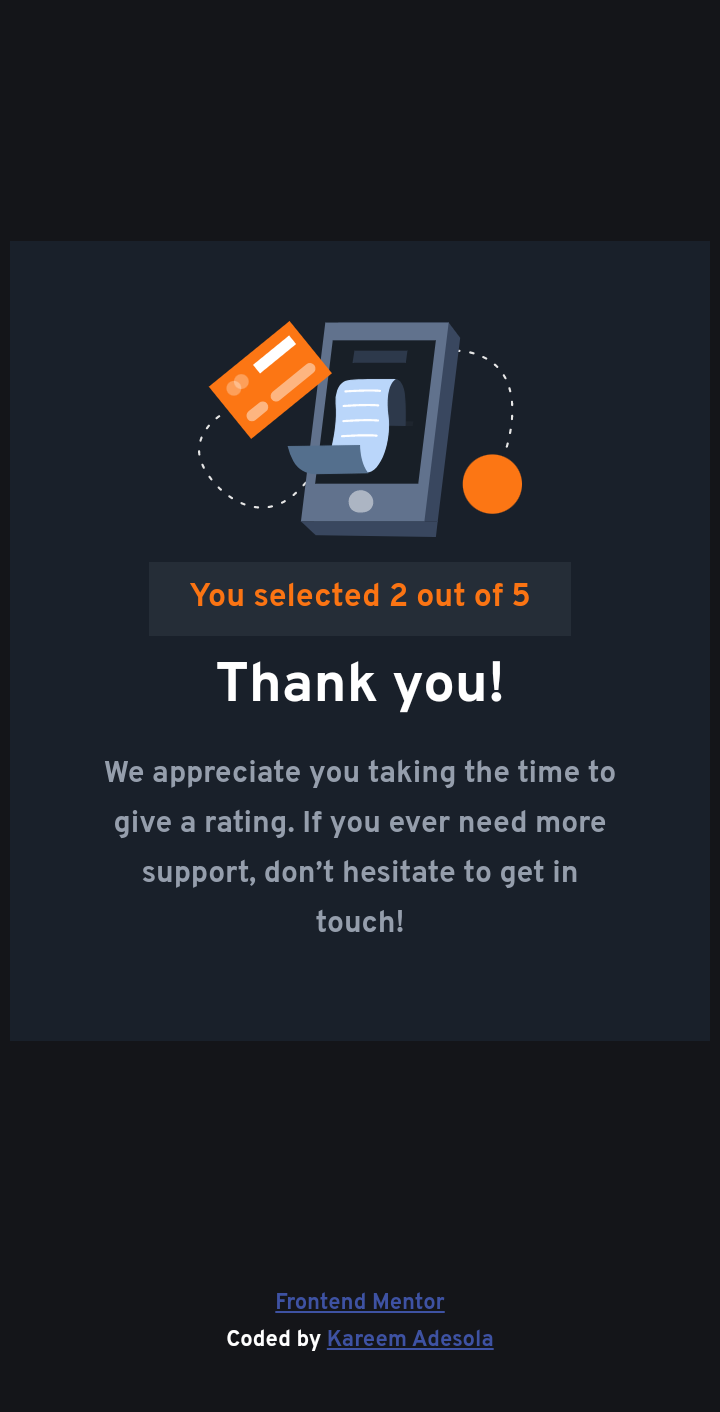 You selected 2 out of 5
Thank you!
We appreciate you taking the time to
give a rating. If you ever need more
support, don’t hesitate to get in
touch!
Frontend Mentor
Coded by Kareem Adesola